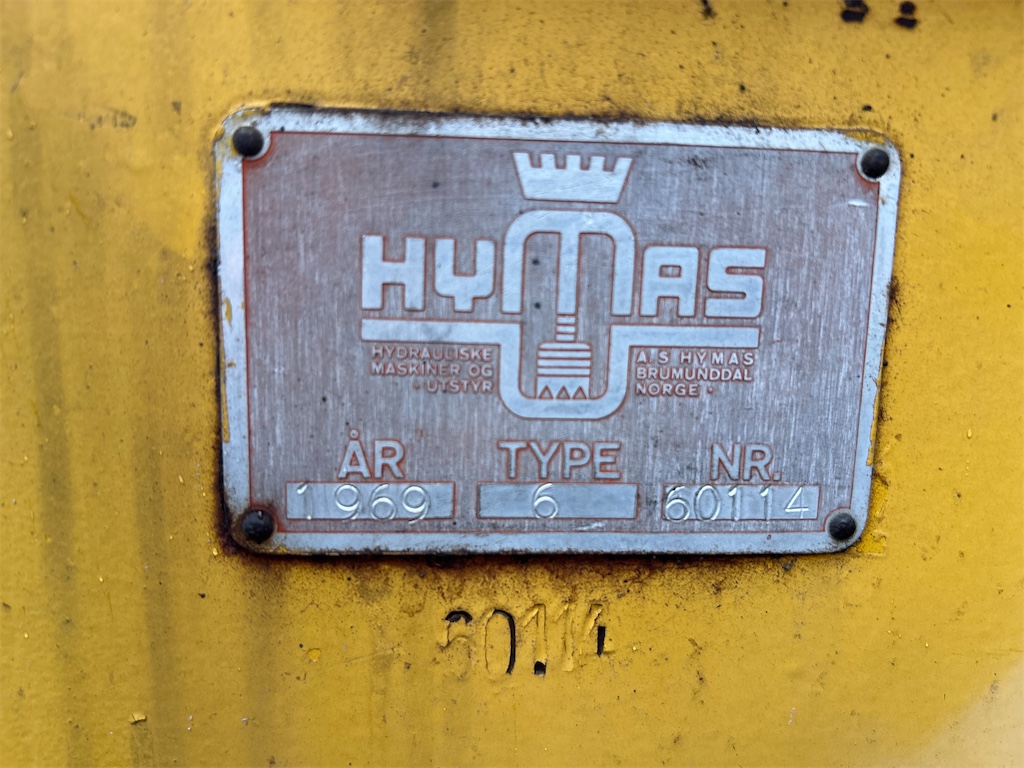 HYMAS
HYDRAULISKE
MASKINER OG
UTSTYR
A.S HYMAS
BRUMUNDDAL
NORGE
ÅR TYPE NR.
1969 6 60114
60114